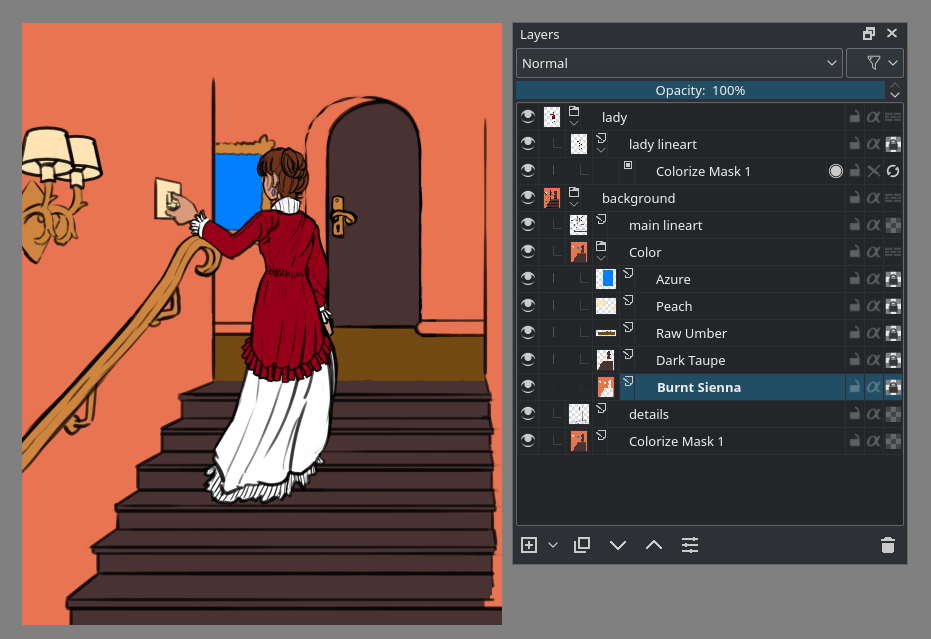 Layers
Normal
Opacity: 100%
lady
lady lineart
Colorize Mask 1
background
main lineart
Color
Azure
Peach
Raw Umber
Dark Taupe
Burnt Sienna
details
Colorize Mask 1